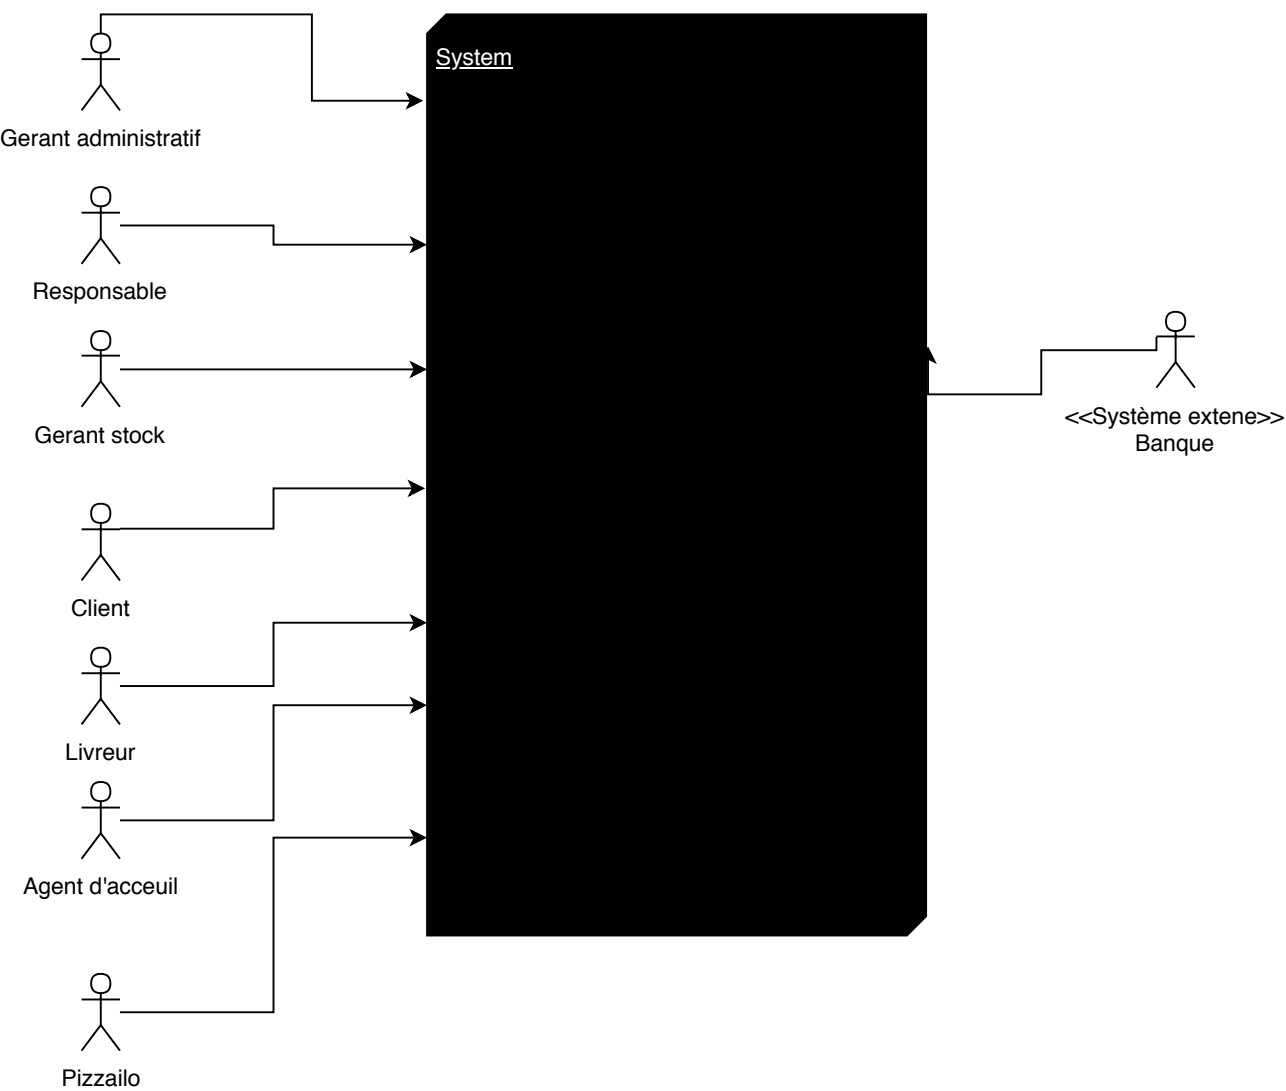 System
Gerant administratif
Responsable
Gerant stock
<<Système extene>>
Banque
Client
Livreur
Agent d'acceuil
Pizzailo